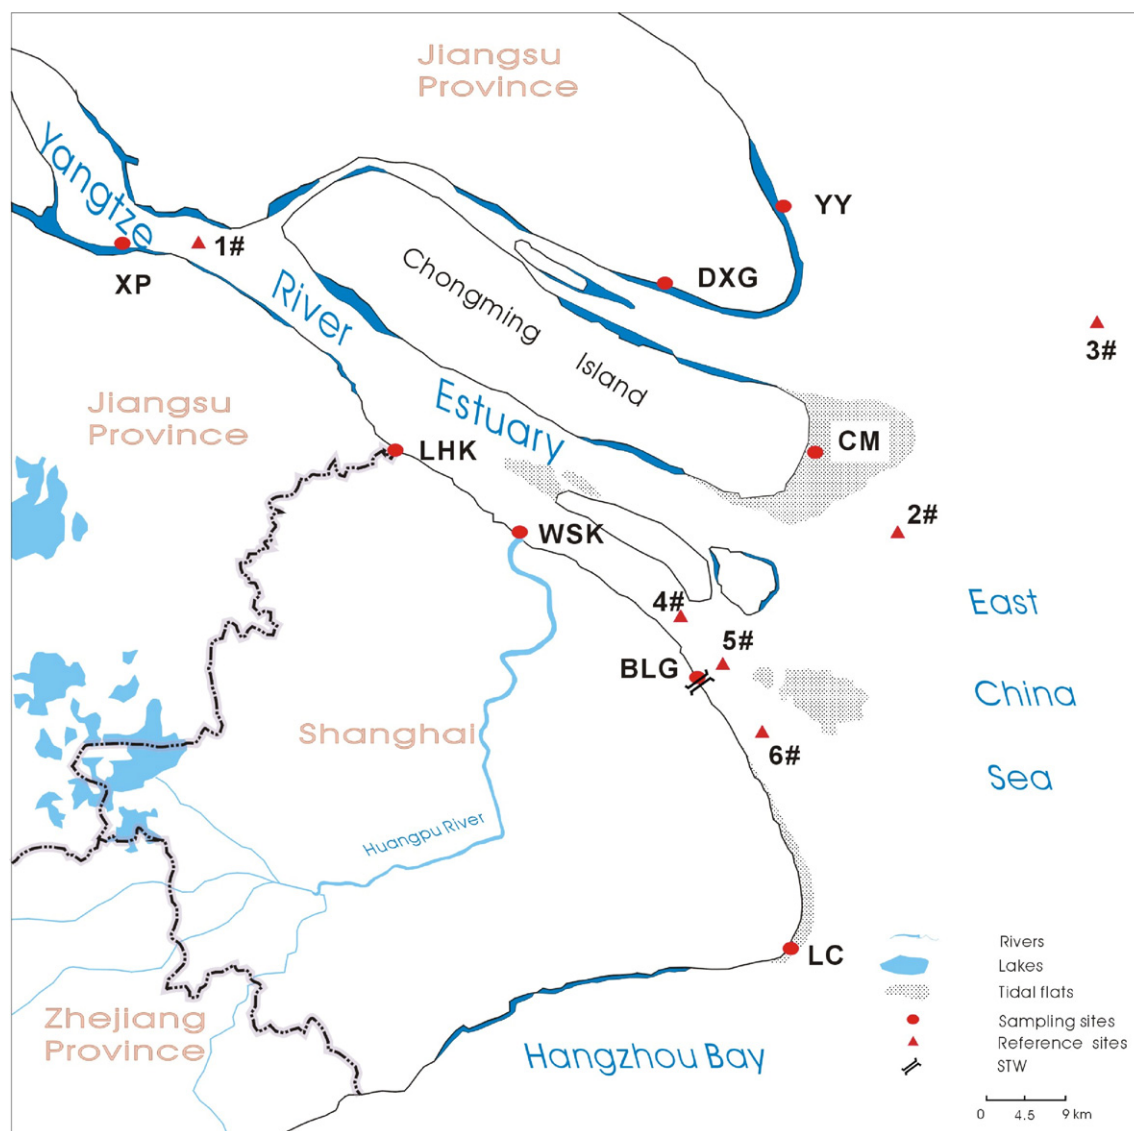 Jiangsu
Province
Yangtze
YY
1#
XP
DXG
Chongming
River
3#
Island
Jiangsu
Province
Estuary
CM
LHK
2#
WSK
East
4#
5#
BLG
China
Shanghai
6#
Sea
Huangpu River
LC
Rivers
Lakes
Tidal flats
Zhejiang
Province
Sampling sites
Reference sites
Hangzhou Bay
STW
0 4.5 9 km